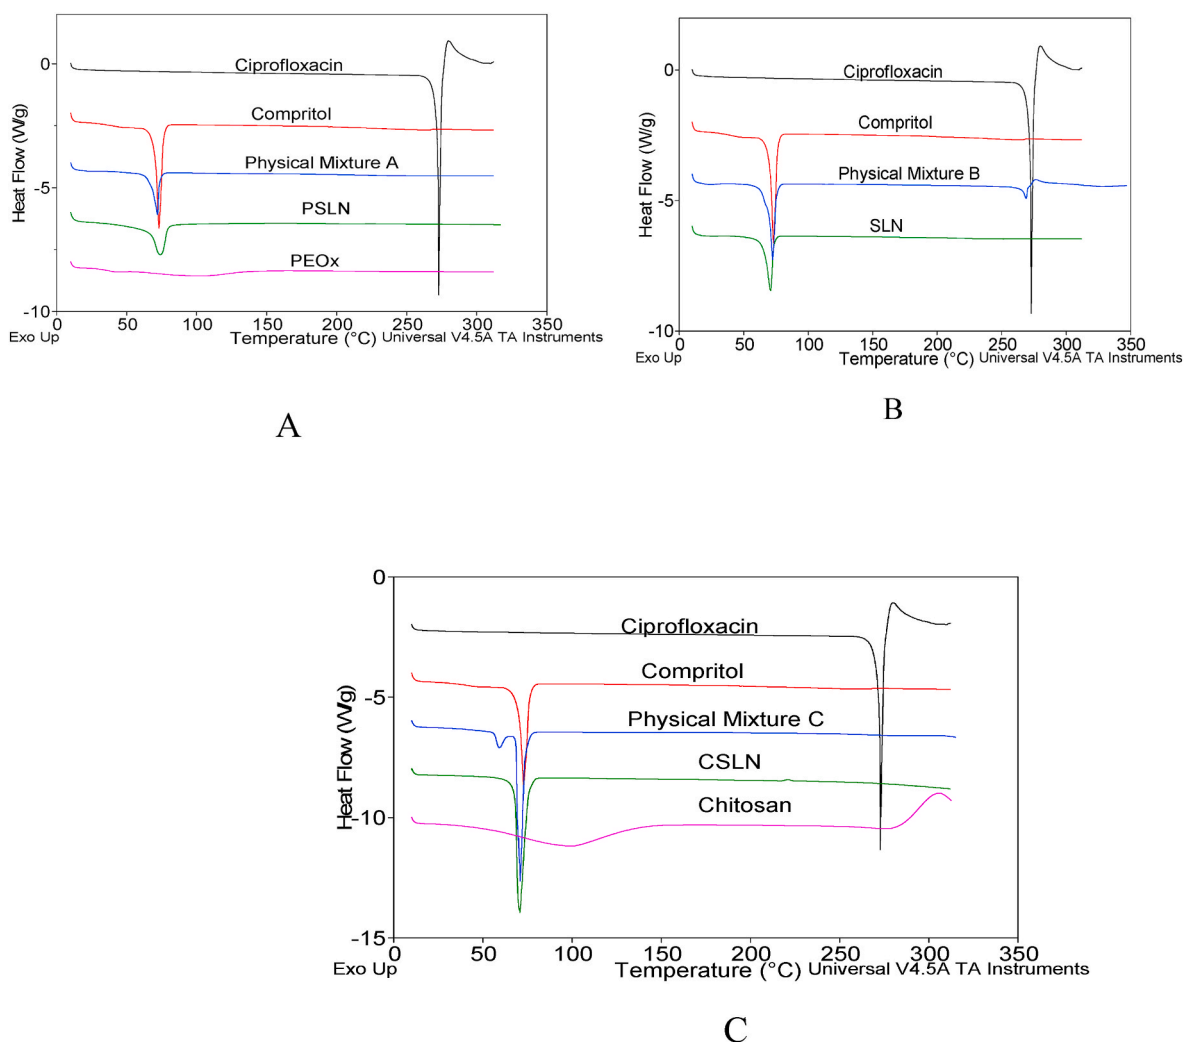 0
-5
-10
Heat Flow (W/g)
Ciprofloxacin
Compritol
Physical Mixture A
PSLN
PEOx
0 50 100 150 200 250 300 350
Exo Up Temperature (°C) Universal V4.5A TA Instruments
A
0
-5
-10
Heat Flow (W/g)
Ciprofloxacin
Compritol
Physical Mixture B
SLN
0 50 100 150 200 250 300 350
Exo Up Temperature (°C) Universal V4.5A TA Instruments
B
0
-5
-10
-15
Heat Flow (W/g)
Ciprofloxacin
Compritol
Physical Mixture C
CSLN
Chitosan
0 50 100 150 200 250 300 350
Exo Up Temperature (°C) Universal V4.5A TA Instruments
C